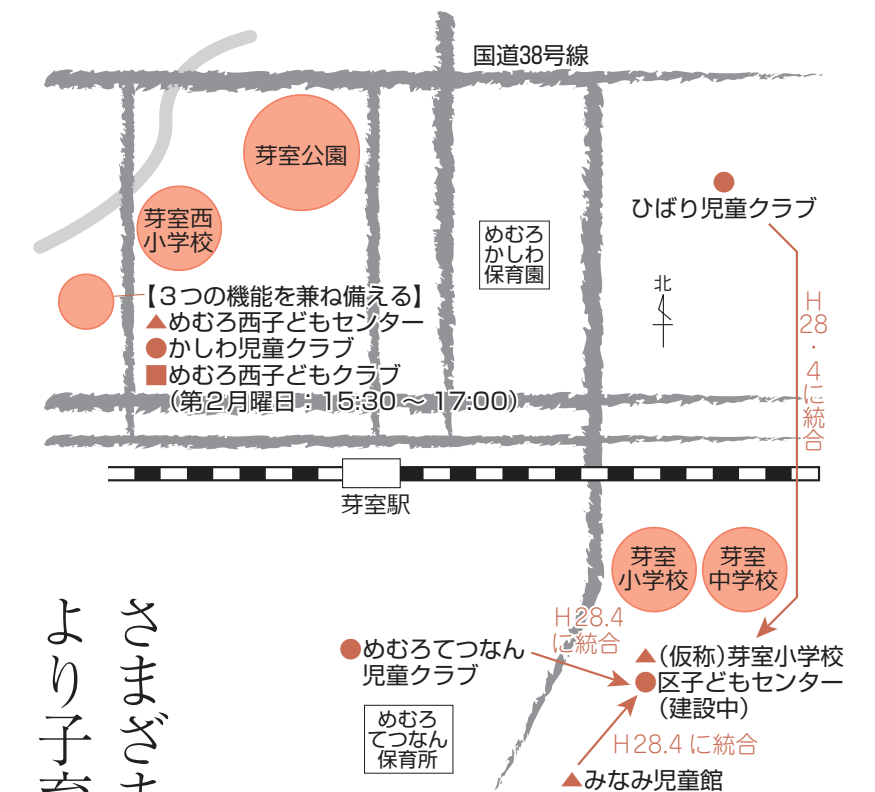 国道38号線
芽室公園
ひばり児童クラブ
芽室西
小学校
めむろ
かしわ
保育園
北
【３つの機能を兼ね備える】
▲めむろ西子どもセンター
●かしわ児童クラブ
■めむろ西子どもクラブ
（第２月曜日：15:30 ～ 17:00）
H28・4に統合
芽室駅
芽室
小学校
芽室
中学校
H28.4
に統合
●めむろてつなん
児童クラブ
▲（仮称）芽室小学校
●区子どもセンター
（建設中）
めむろ
てつなん
保育所
H28.4 に統合
▲みなみ児童館
さまざま
より子育